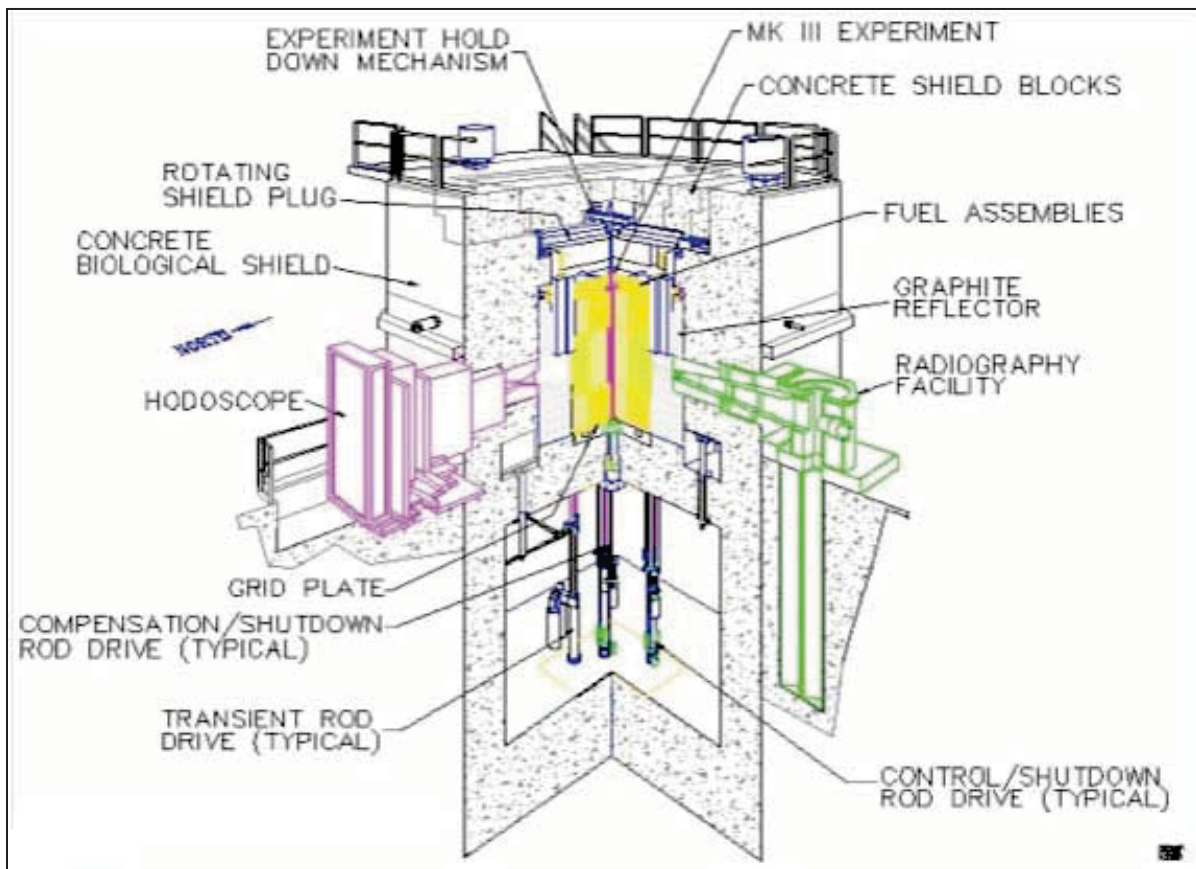 EXPERIMENT HOLD
DOWN MECHANISM
MK III EXPERIMENT
CONCRETE SHIELD BLOCKS
ROTATING
SHIELD PLUG
FUEL ASSEMBLIES
CONCRETE
BIOLOGICAL SHIELD
GRAPHITE
REFLECTOR
NORTH
RADIOGRAPHY
FACILITY
HODOSCOPE
GRID PLATE
COMPENSATION/SHUTDOWN
ROD DRIVE (TYPICAL)
TRANSIENT ROD
DRIVE (TYPICAL)
CONTROL/SHUTDOWN
ROD DRIVE (TYPICAL)